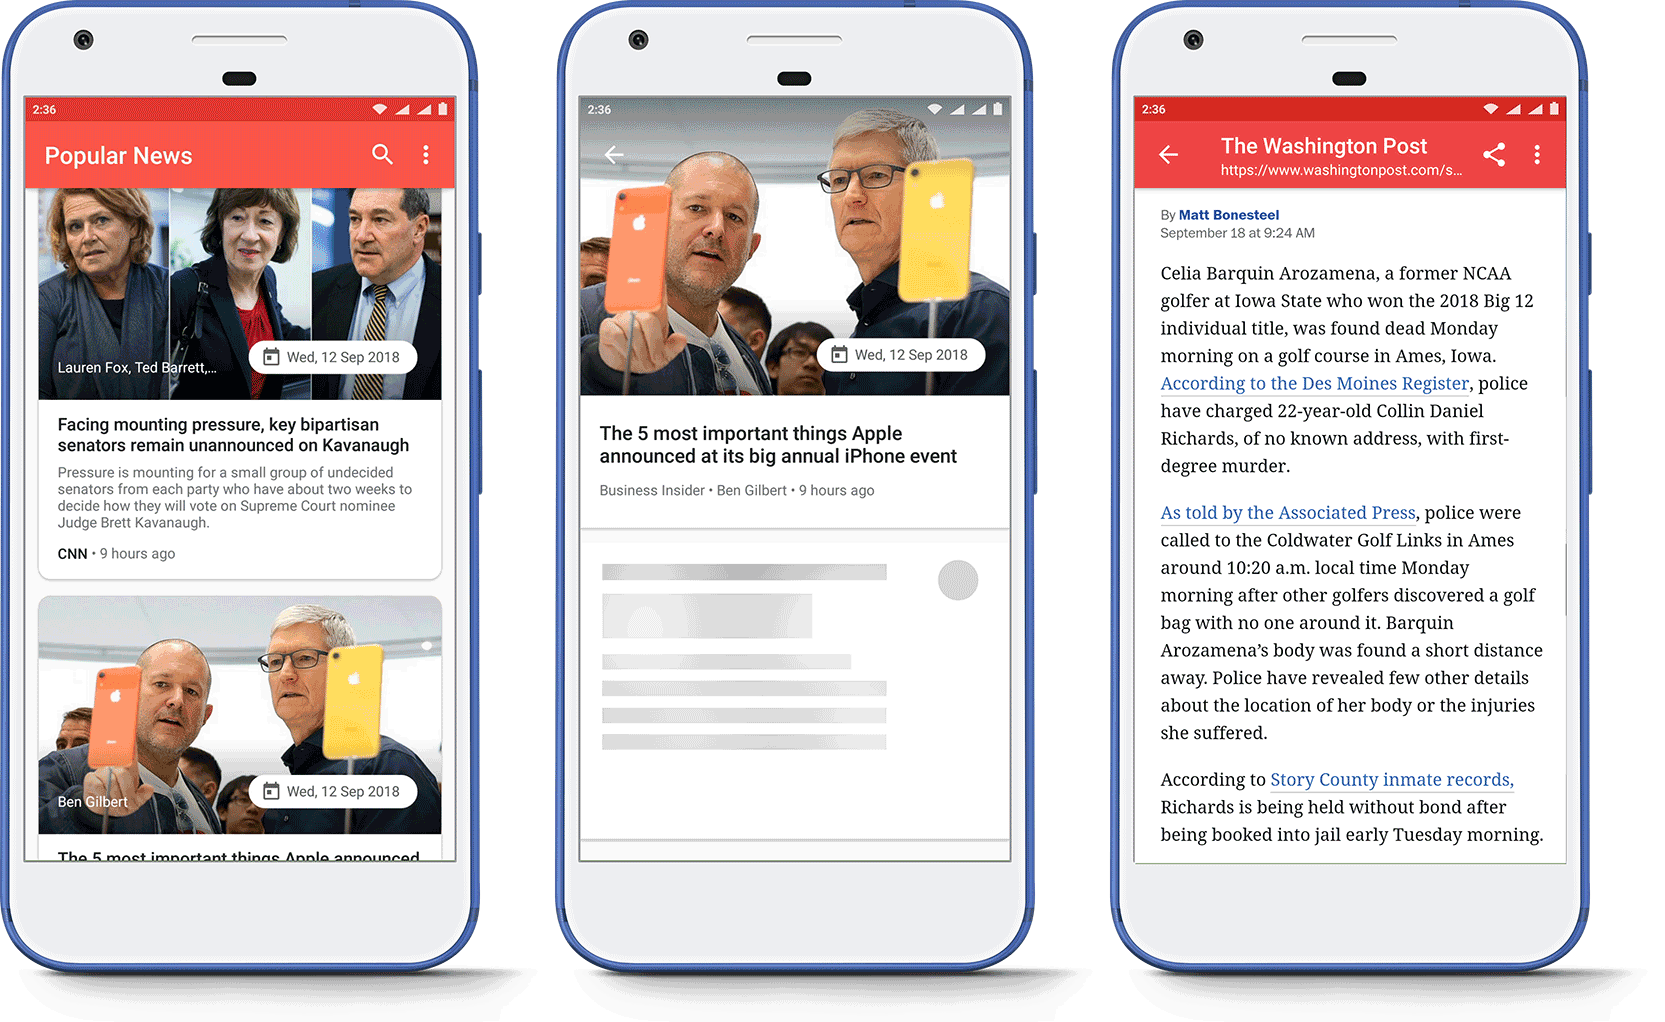 2:36
Popular News
Lauren Fox, Ted Barrett,...
Wed, 12 Sep 2018
Facing mounting pressure, key bipartisan
senators remain unannounced on Kavanaugh
Pressure is mounting for a small group of undecided
senators from each party who have about two weeks to
decide how they will vote on Supreme Court nominee
Judge Brett Kavanaugh.
CNN • 9 hours ago
Ben Gilbert
Wed, 12 Sep 2018
The 5 most important things Apple announced
2:36
Wed, 12 Sep 2018
The 5 most important things Apple
announced at its big annual iPhone event
Business Insider • Ben Gilbert • 9 hours ago
2:36
The Washington Post
https://www.washingtonpost.com/s...
By Matt Bonesteel
September 18 at 9:24 AM
Celia Barquin Arozamena, a former NCAA
golfer at Iowa State who won the 2018 Big 12
individual title, was found dead Monday
morning on a golf course in Ames, Iowa.
According to the Des Moines Register, police
have charged 22-year-old Collin Daniel
Richards, of no known address, with first-
degree murder.
As told by the Associated Press, police were
called to the Coldwater Golf Links in Ames
around 10:20 a.m. local time Monday
morning after other golfers discovered a golf
bag with no one around it. Barquin
Arozamena’s body was found a short distance
away. Police have revealed few other details
about the location of her body or the injuries
she suffered.
According to Story County inmate records,
Richards is being held without bond after
being booked into jail early Tuesday morning.